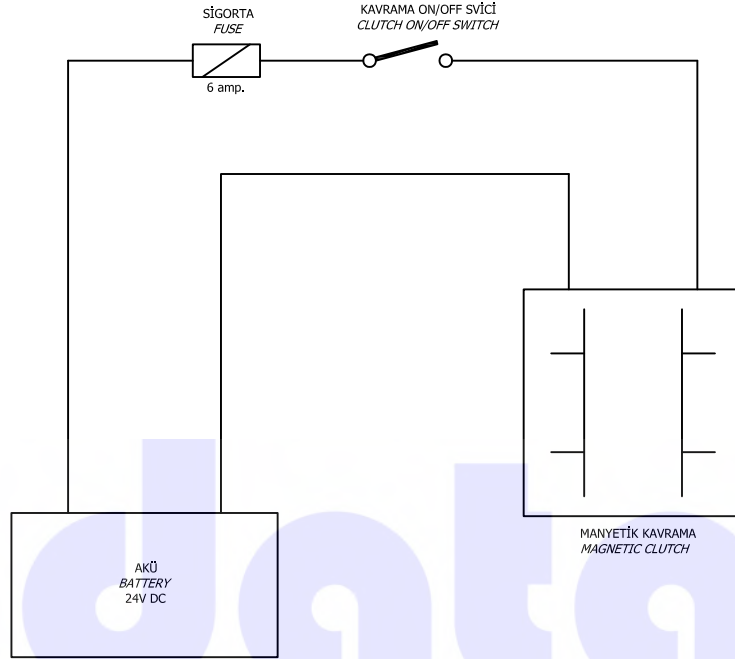 SİGORTA
FUSE
6 amp.
KAVRAMA ON/OFF SVİCİ
CLUTCH ON/OFF SWITCH
AKÜ
BATTERY
24V DC
MANYETİK KAVRAMA
MAGNETIC CLUTCH
data